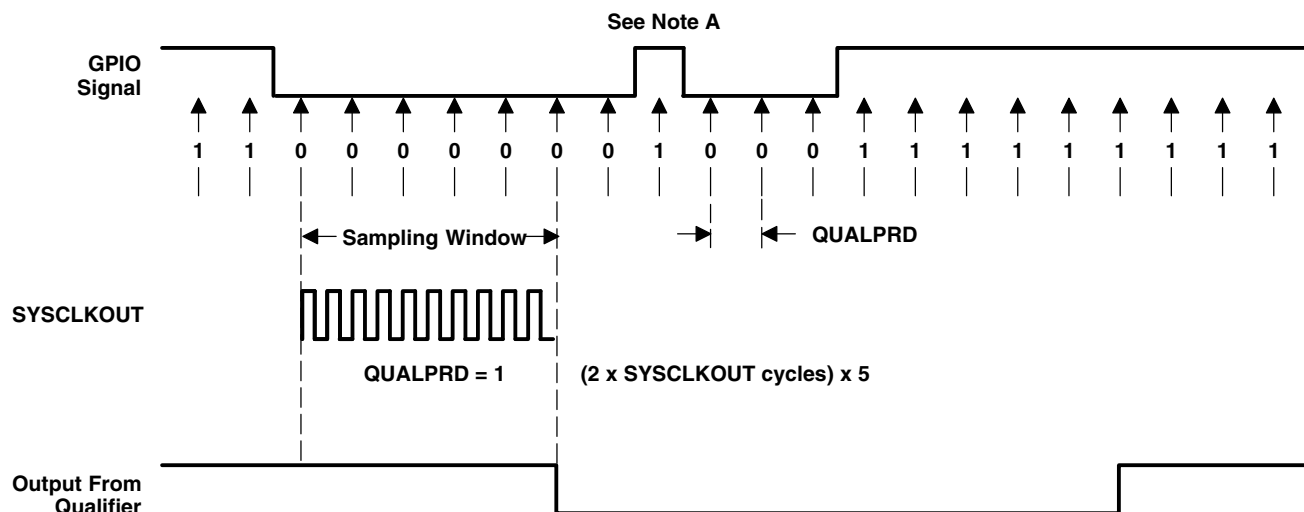 See Note A
GPIO
Signal
1 1 0 0 0 0 0 0 0 1 0 0 0 1 1 1 1 1 1 1 1 1
Sampling Window
QUALPRD
SYSCLKOUT
QUALPRD = 1
(2 x SYSCLKOUT cycles) x 5
Output From
Qualifier